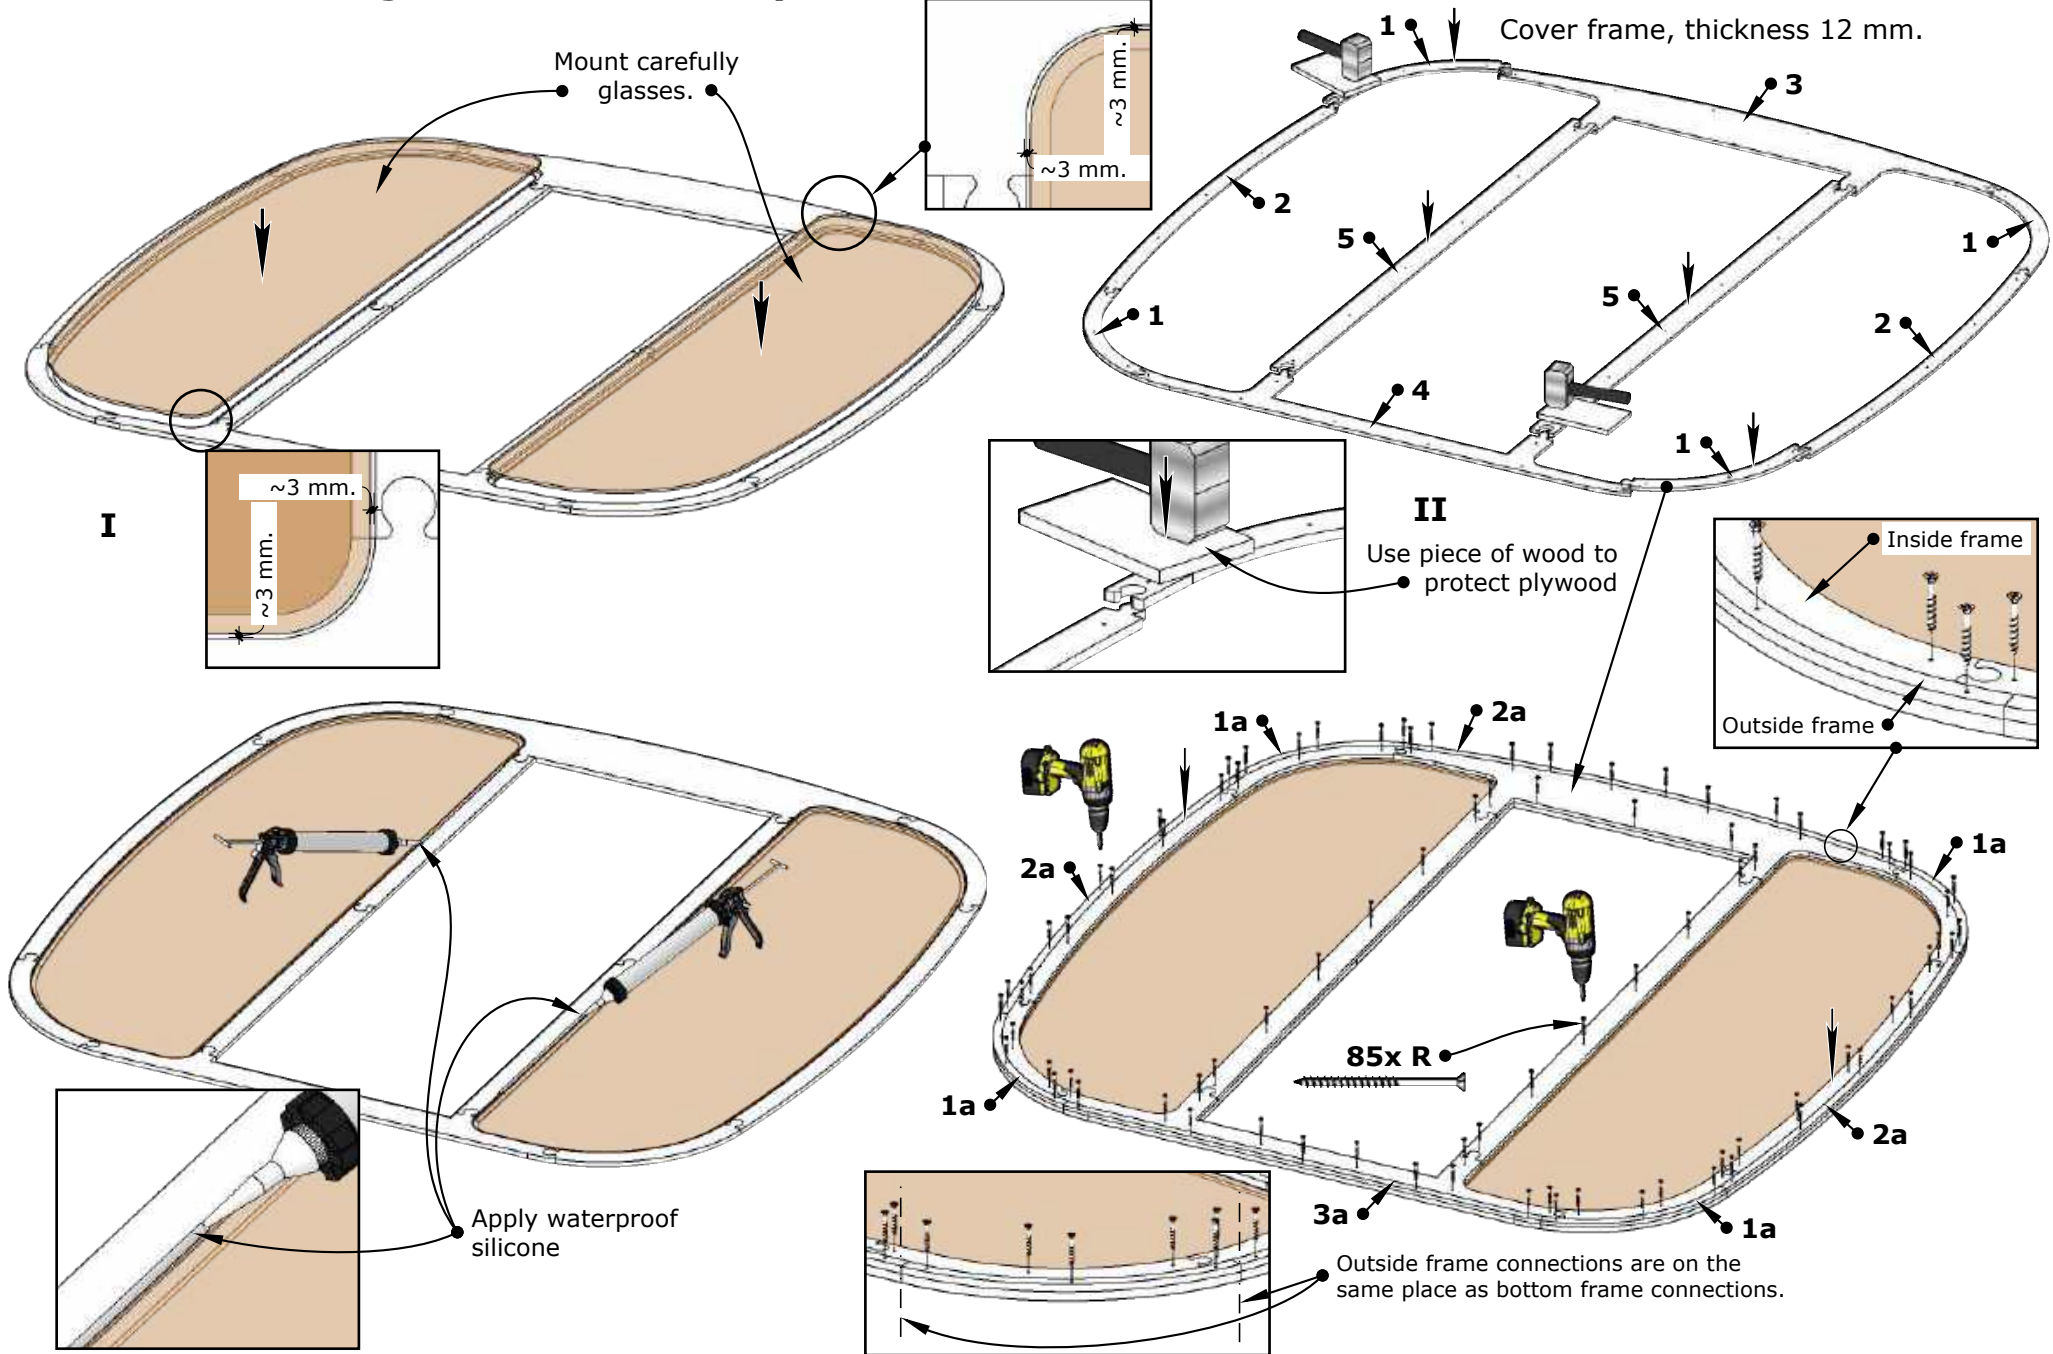 Mount carefully
glasses.
~3 mm.
~3 mm.
~3 mm.
~3 mm.
I
Cover frame, thickness 12 mm.
1
3
2
5
1
1
5
2
4
1
II
Use piece of wood to
protect plywood
Inside frame
Outside frame
Apply waterproof
silicone
1a
2a
2a
1a
85x R
1a
2a
3a
1a
Outside frame connections are on the
same place as bottom frame connections.